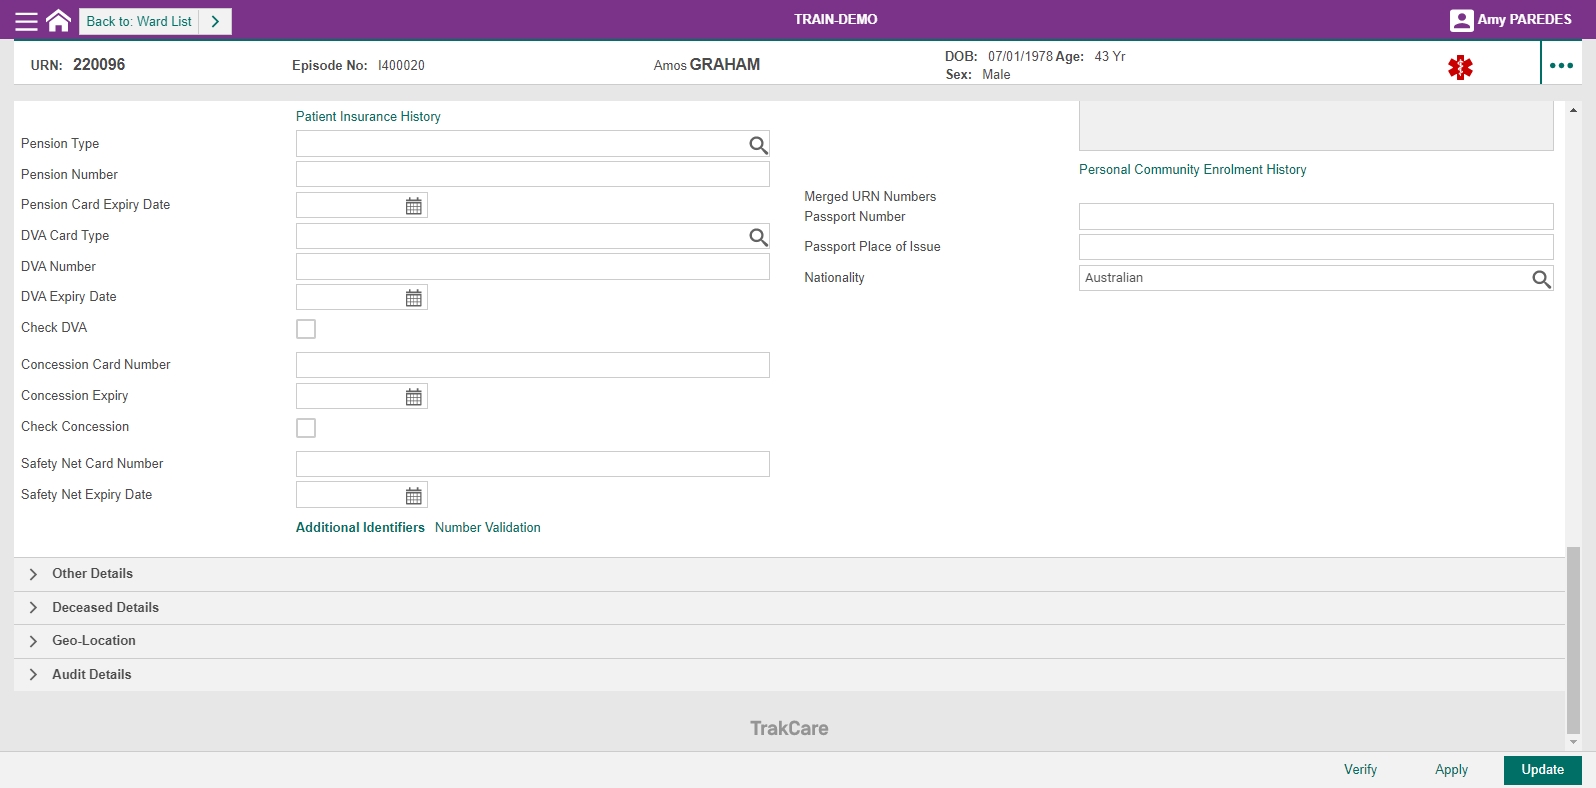 Back to: Ward List
TRAIN-DEMO
Amy PAREDES
URN: 220096
Episode No: I400020
Amos GRAHAM
DOB: 07/01/1978 Age: 43 Yr
Sex: Male
Patient Insurance History
Pension Type
Pension Number
Pension Card Expiry Date
DVA Card Type
DVA Number
DVA Expiry Date
Check DVA
Concession Card Number
Concession Expiry
Check Concession
Safety Net Card Number
Safety Net Expiry Date
Additional Identifiers Number Validation
Personal Community Enrolment History
Merged URN Numbers
Passport Number
Passport Place of Issue
Nationality Australian
Other Details
Deceased Details
Geo-Location
Audit Details
TrakCare
Verify Apply Update